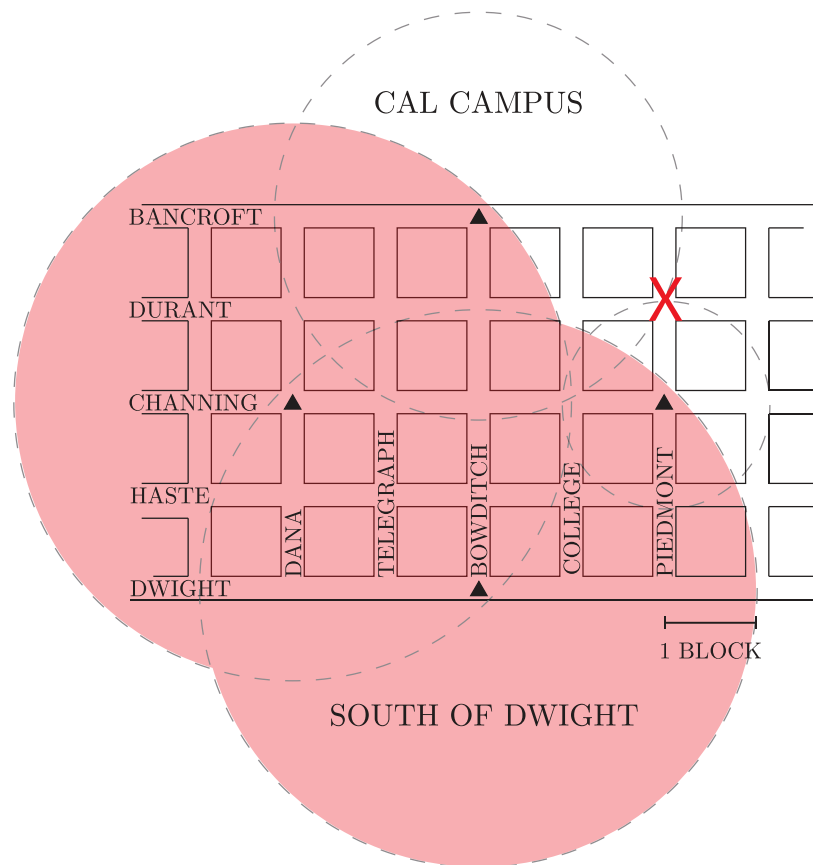 CAL CAMPUS
BANCROFT
X
DURANT
CHANNING
HASTE
DANA
TELEGRAPH
BOWDITCH
COLLEGE
PIEDMONT
DWIGHT
1 BLOCK
SOUTH OF DWIGHT